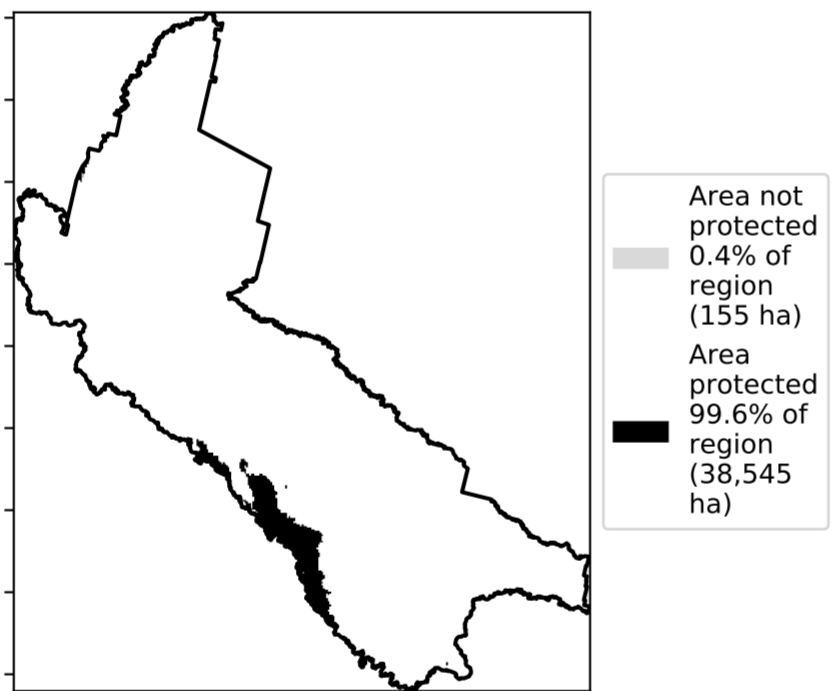 Area not
protected
0.4% of
region
(155 ha)
Area
protected
99.6% of
region
(38,545
ha)